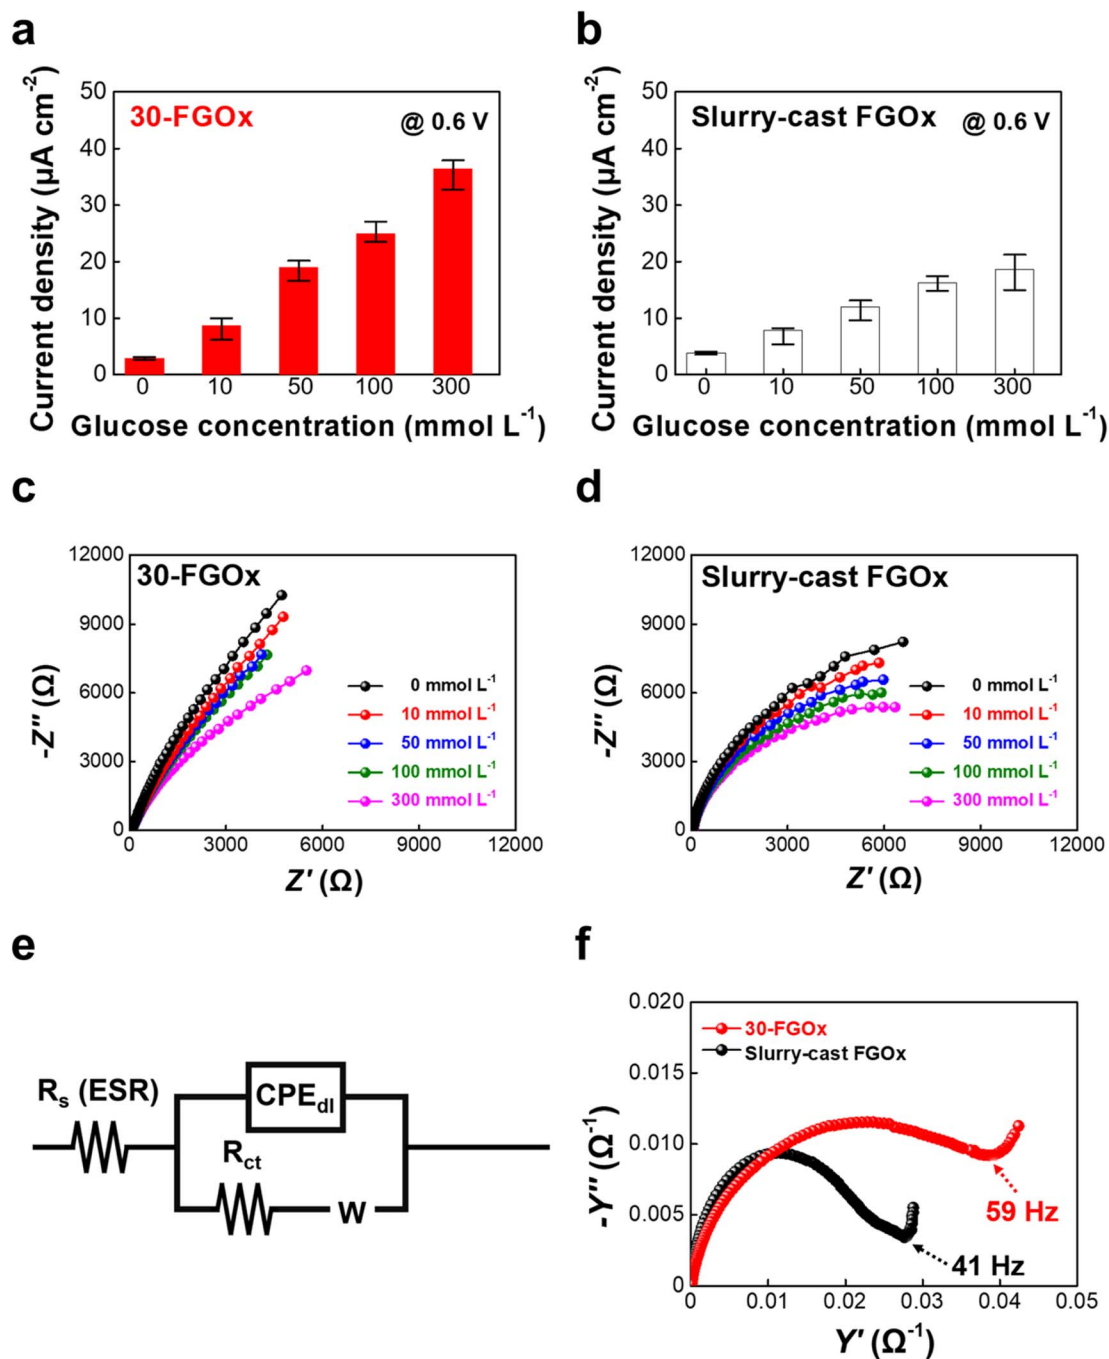 a
50
40
30
20
10
0
Current density (µA cm⁻²)
30-FGOx
@ 0.6 V
0 10 50 100 300
Glucose concentration (mmol L⁻¹)
b
50
40
30
20
10
0
Current density (µA cm⁻²)
Slurry-cast FGOx
@ 0.6 V
0 10 50 100 300
Glucose concentration (mmol L⁻¹)
c
12000
9000
6000
3000
0
-Z″ (Ω)
30-FGOx
0 mmol L⁻¹
10 mmol L⁻¹
50 mmol L⁻¹
100 mmol L⁻¹
300 mmol L⁻¹
0 3000 6000 9000 12000
Z′ (Ω)
d
12000
9000
6000
3000
0
-Z″ (Ω)
Slurry-cast FGOx
0 mmol L⁻¹
10 mmol L⁻¹
50 mmol L⁻¹
100 mmol L⁻¹
300 mmol L⁻¹
0 3000 6000 9000 12000
Z′ (Ω)
e
Rs (ESR)
CPEdl
Rct
W
f
0.020
0.015
0.010
0.005
0
-Y″ (Ω⁻¹)
30-FGOx
Slurry-cast FGOx
59 Hz
41 Hz
0 0.01 0.02 0.03 0.04 0.05
Y′ (Ω⁻¹)